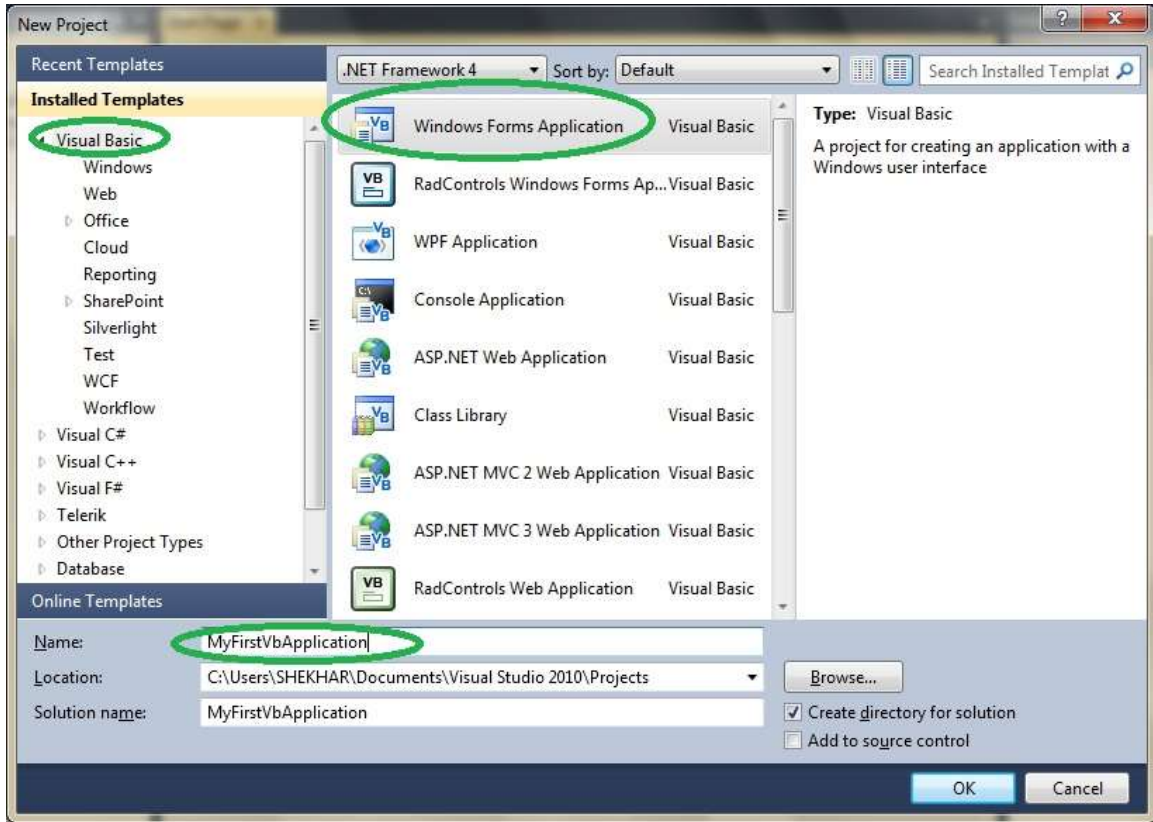 New Project
Recent Templates
Installed Templates
Visual Basic
Windows
Web
Office
Cloud
Reporting
SharePoint
Silverlight
Test
WCF
Workflow
Visual C#
Visual C++
Visual F#
Telerik
Other Project Types
Database
Online Templates
.NET Framework 4 Sort by: Default Search Installed Templat
Windows Forms Application Visual Basic
RadControls Windows Forms Ap... Visual Basic
WPF Application Visual Basic
Console Application Visual Basic
ASP.NET Web Application Visual Basic
Class Library Visual Basic
ASP.NET MVC 2 Web Application Visual Basic
ASP.NET MVC 3 Web Application Visual Basic
RadControls Web Application Visual Basic
Type: Visual Basic
A project for creating an application with a
Windows user interface
Name: MyFirstVbApplication
Location: C:\Users\SHEKHAR\Documents\Visual Studio 2010\Projects Browse...
Solution name: MyFirstVbApplication
Create directory for solution
Add to source control
OK Cancel